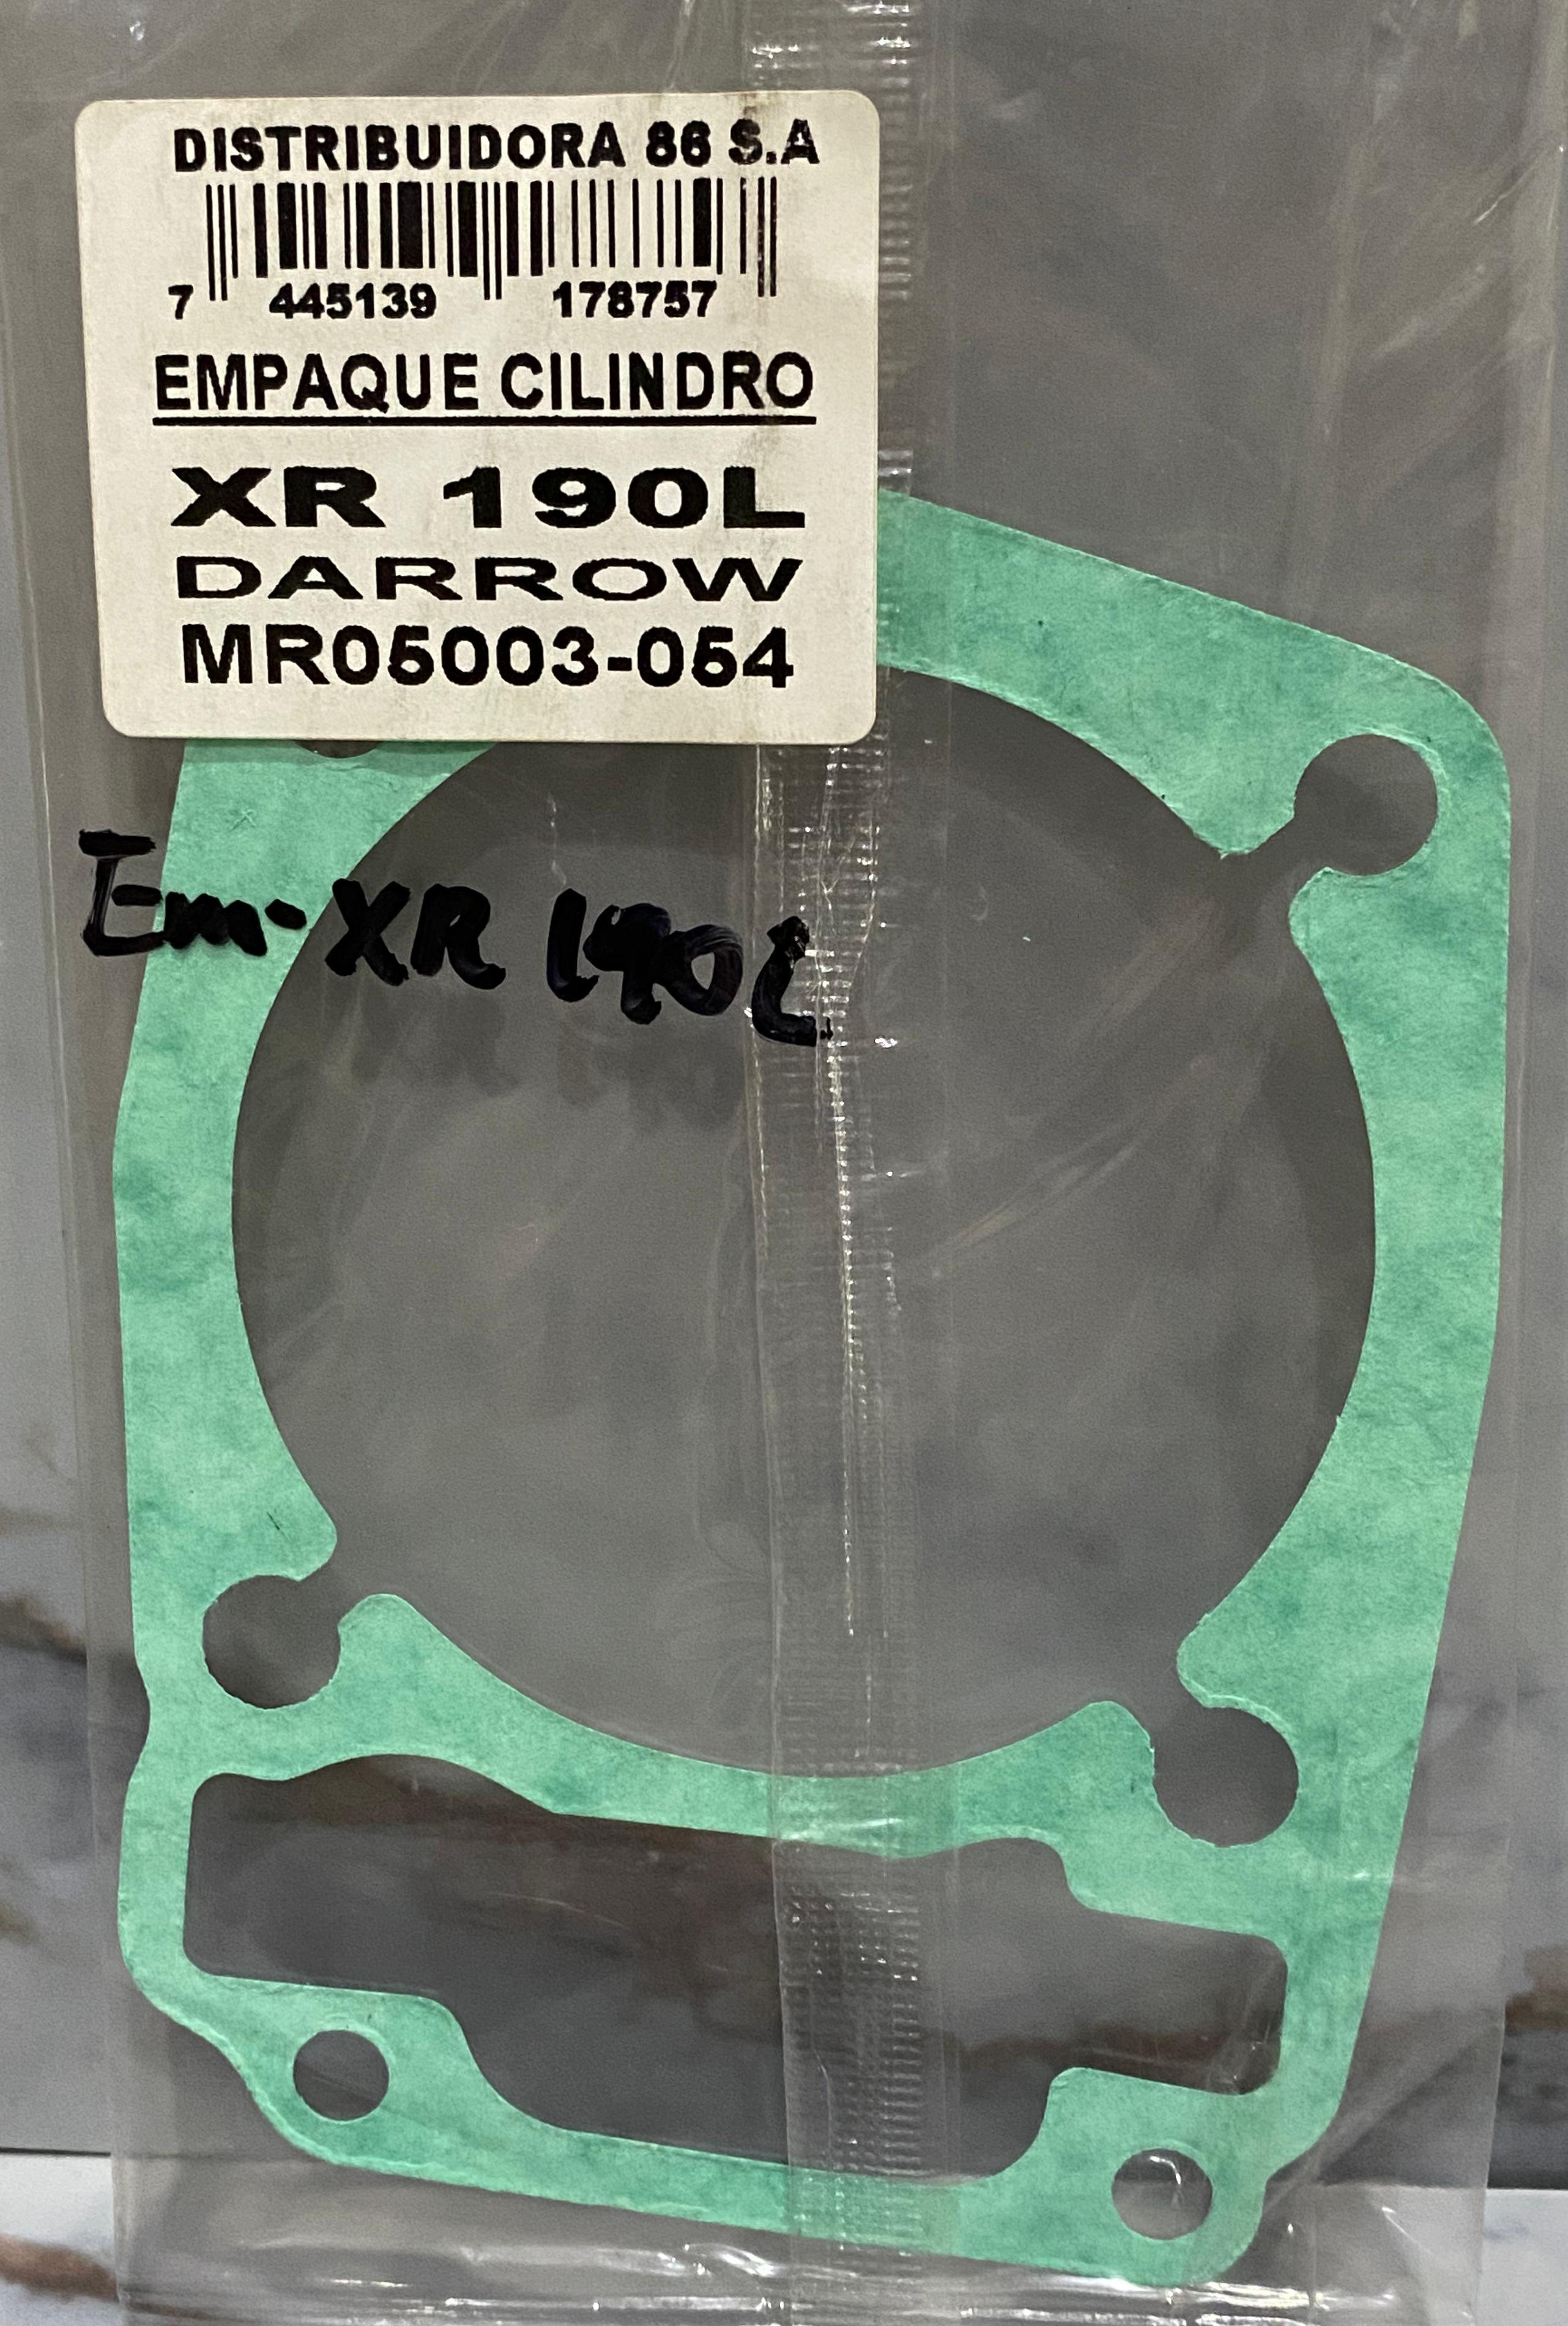 DISTRIBUIDORA 86 S.A
7 445139 178757
EMPAQUE CILINDRO
XR 190L
DARROW
MR05003-054
Em-XR 190L